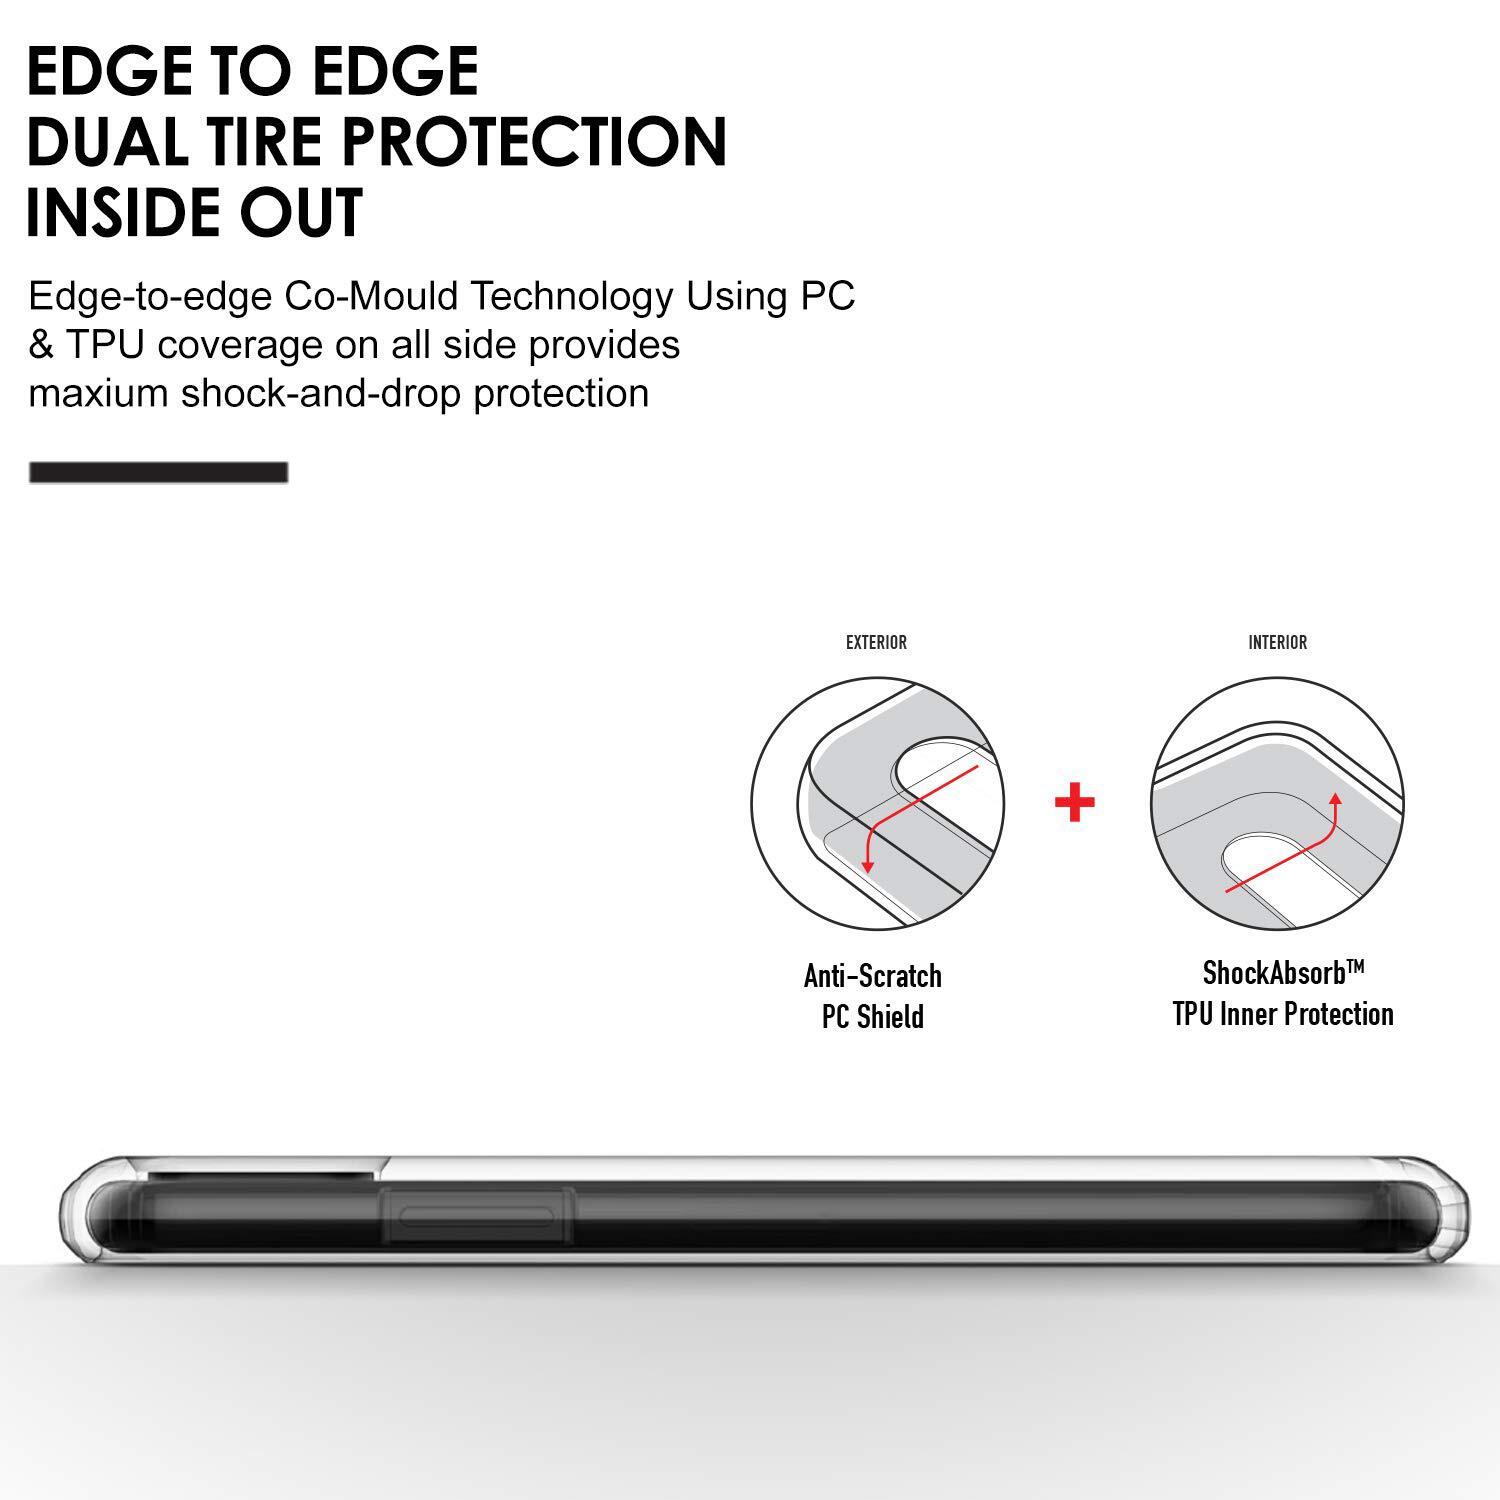 EDGE TO EDGE
DUAL TIRE PROTECTION
INSIDE OUT
Edge-to-edge Co-Mould Technology Using PC
& TPU coverage on all side provides
maxium shock-and-drop protection
EXTERIOR
INTERIOR
Anti-Scratch
PC Shield
ShockAbsorb™
TPU Inner Protection